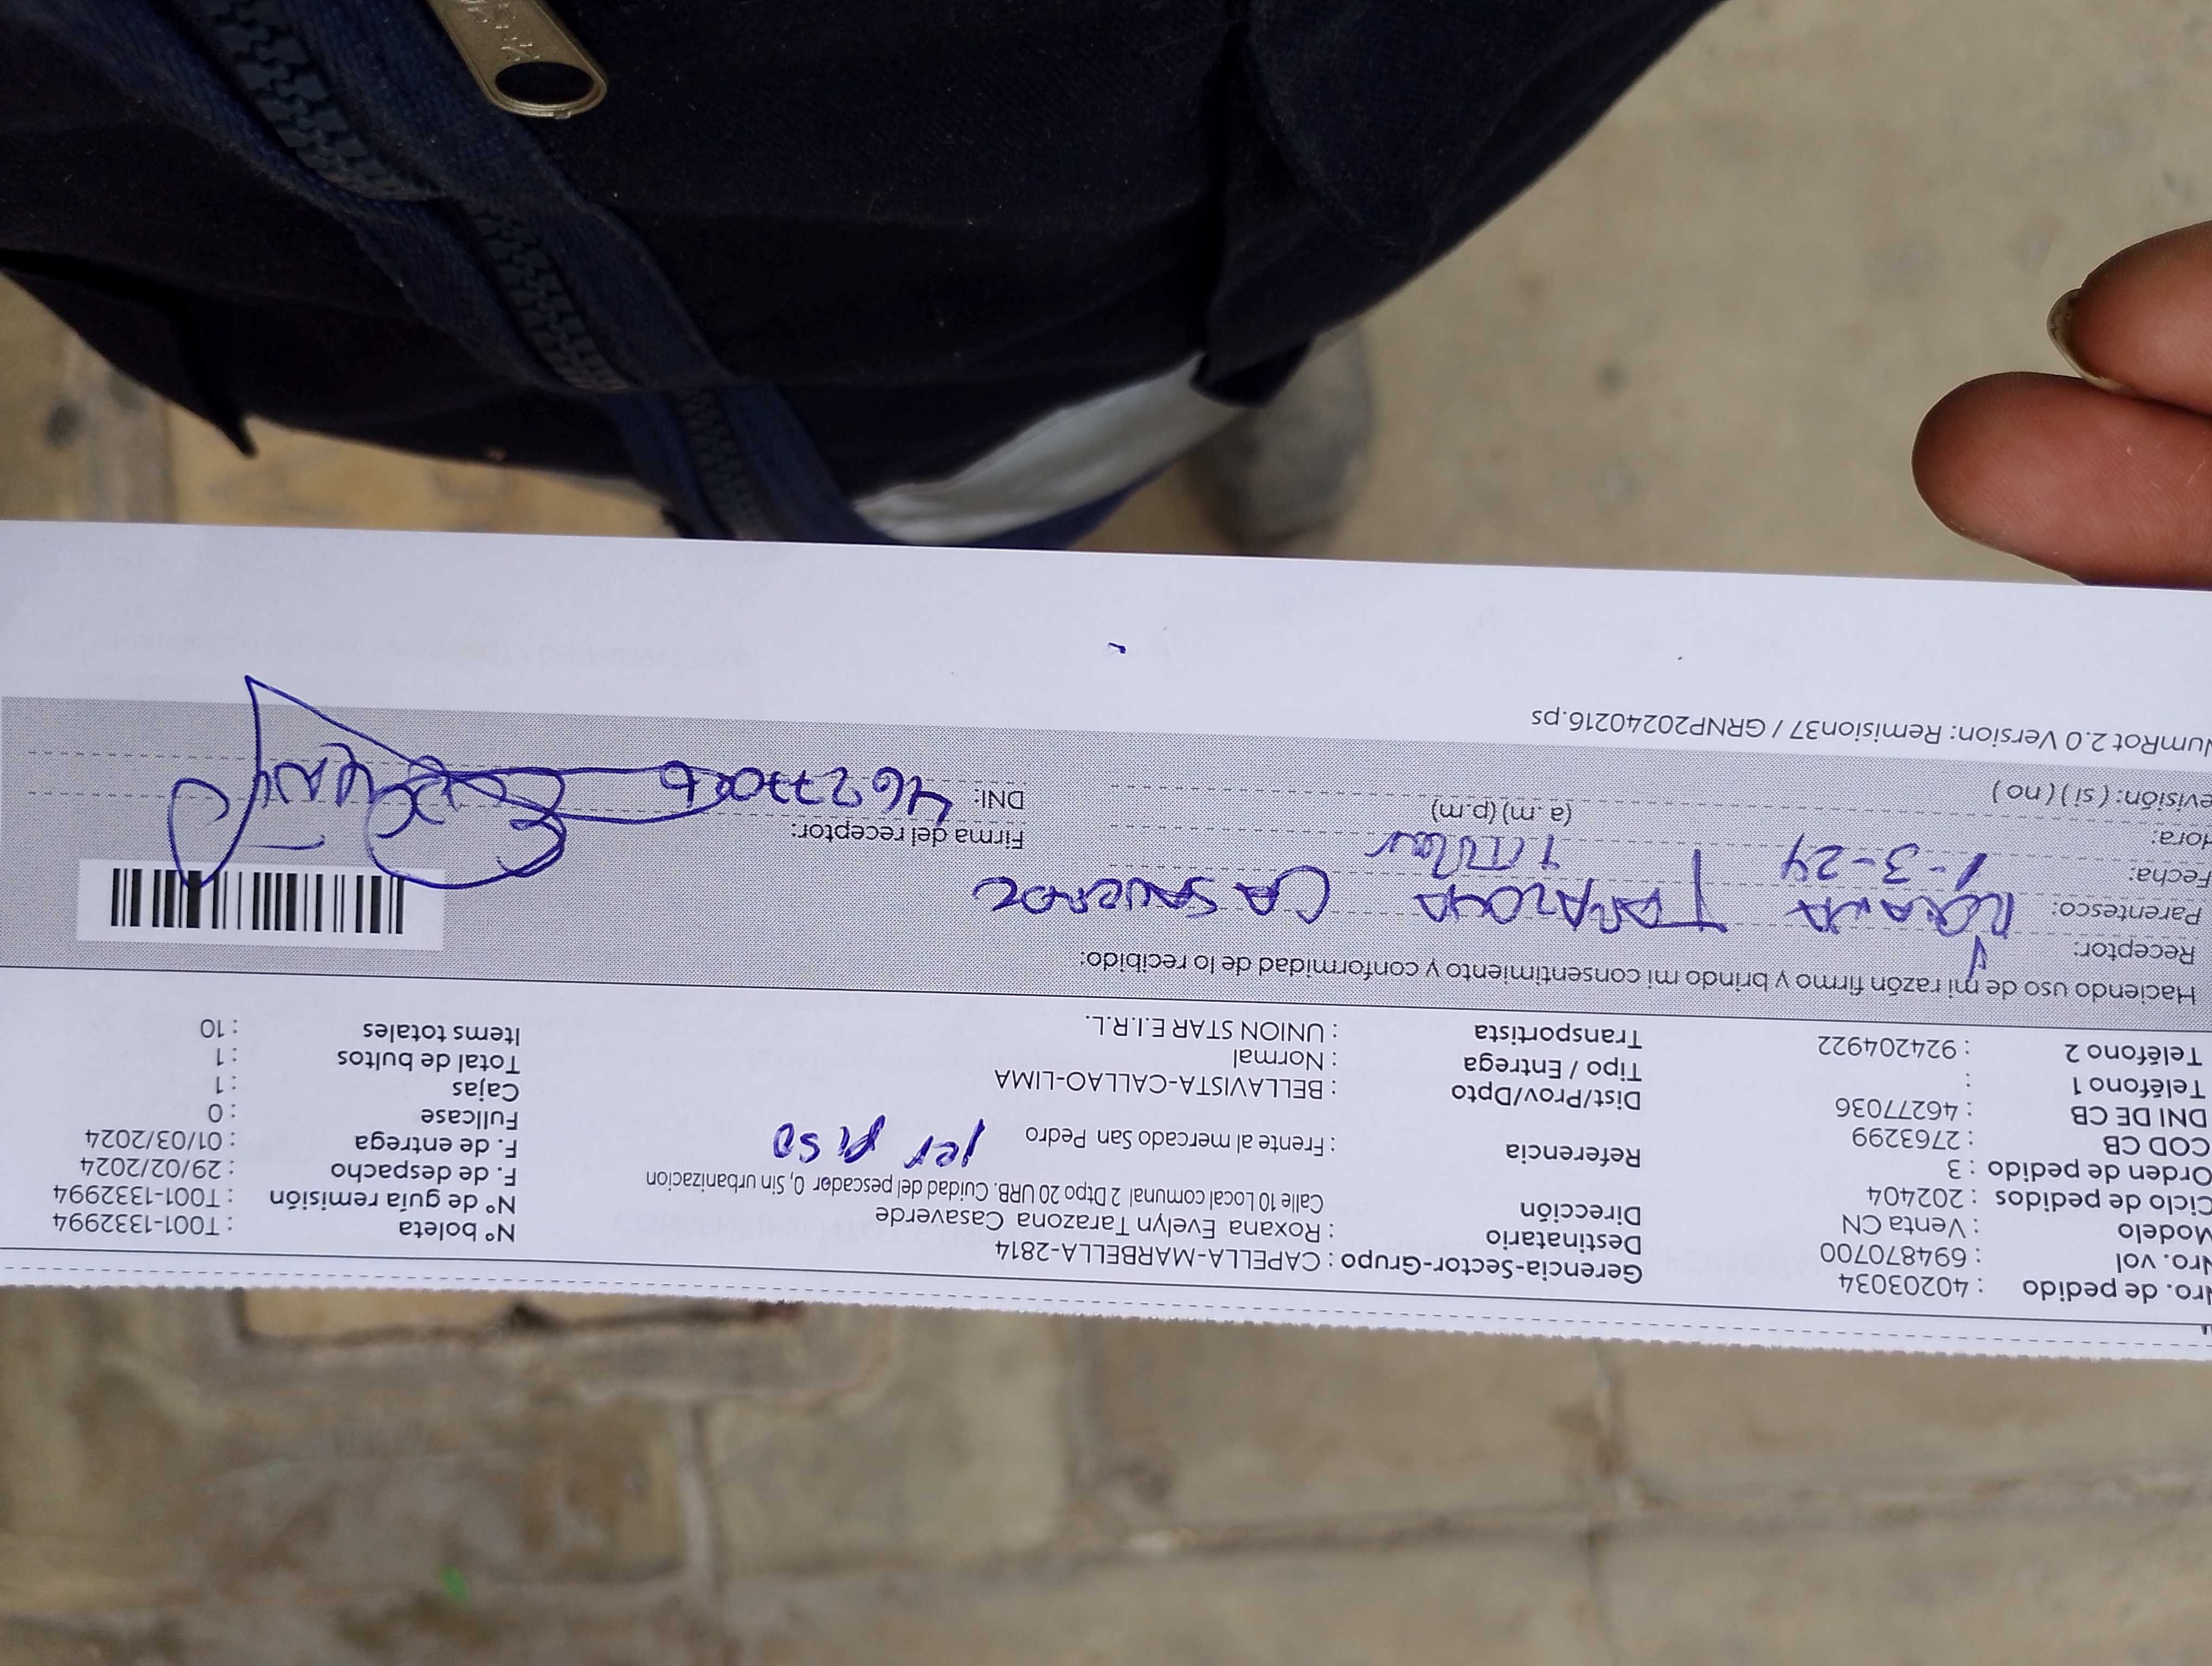 Nro. de pedido : 40203034
Nro. vol : 694870700
Modelo : Venta CN
Ciclo de pedidos : 202404
Orden de pedido : 3
COD CB : 2763299
DNI DE CB : 46277036
Teléfono 1 :
Teléfono 2 : 924204922
Gerencia-Sector-Grupo : CAPELLA-MARBELLA-2814
Destinatario : Roxana Evelyn Tarazona Casaverde
Dirección Calle 10 Local comunal 2 Dtpo 20 URB. Cuidad del pescador 0, Sin urbanizacion
Referencia : Frente al mercado San Pedro 1er piso
Dist/Prov/Dpto : BELLAVISTA-CALLAO-LIMA
Tipo / Entrega : Normal
Transportista : UNION STAR E.I.R.L.
N° boleta : T001-1332994
N° de guía remisión : T001-1332994
F. de despacho : 29/02/2024
F. de entrega : 01/03/2024
Fullcase : 0
Cajas : 1
Total de bultos : 1
Items totales : 10
Haciendo uso de mi razón firmo y brindo mi consentimiento y conformidad de lo recibido:
Receptor: Roxana Tarazona Casaverde
Parentesco: Titular
Fecha: 1-3-24
Hora: (a .m) (p.m)
evisión: ( si ) ( no )
Firma del receptor:
DNI:
NumRot 2.0 Version: Remision37 / GRNP20240216.ps